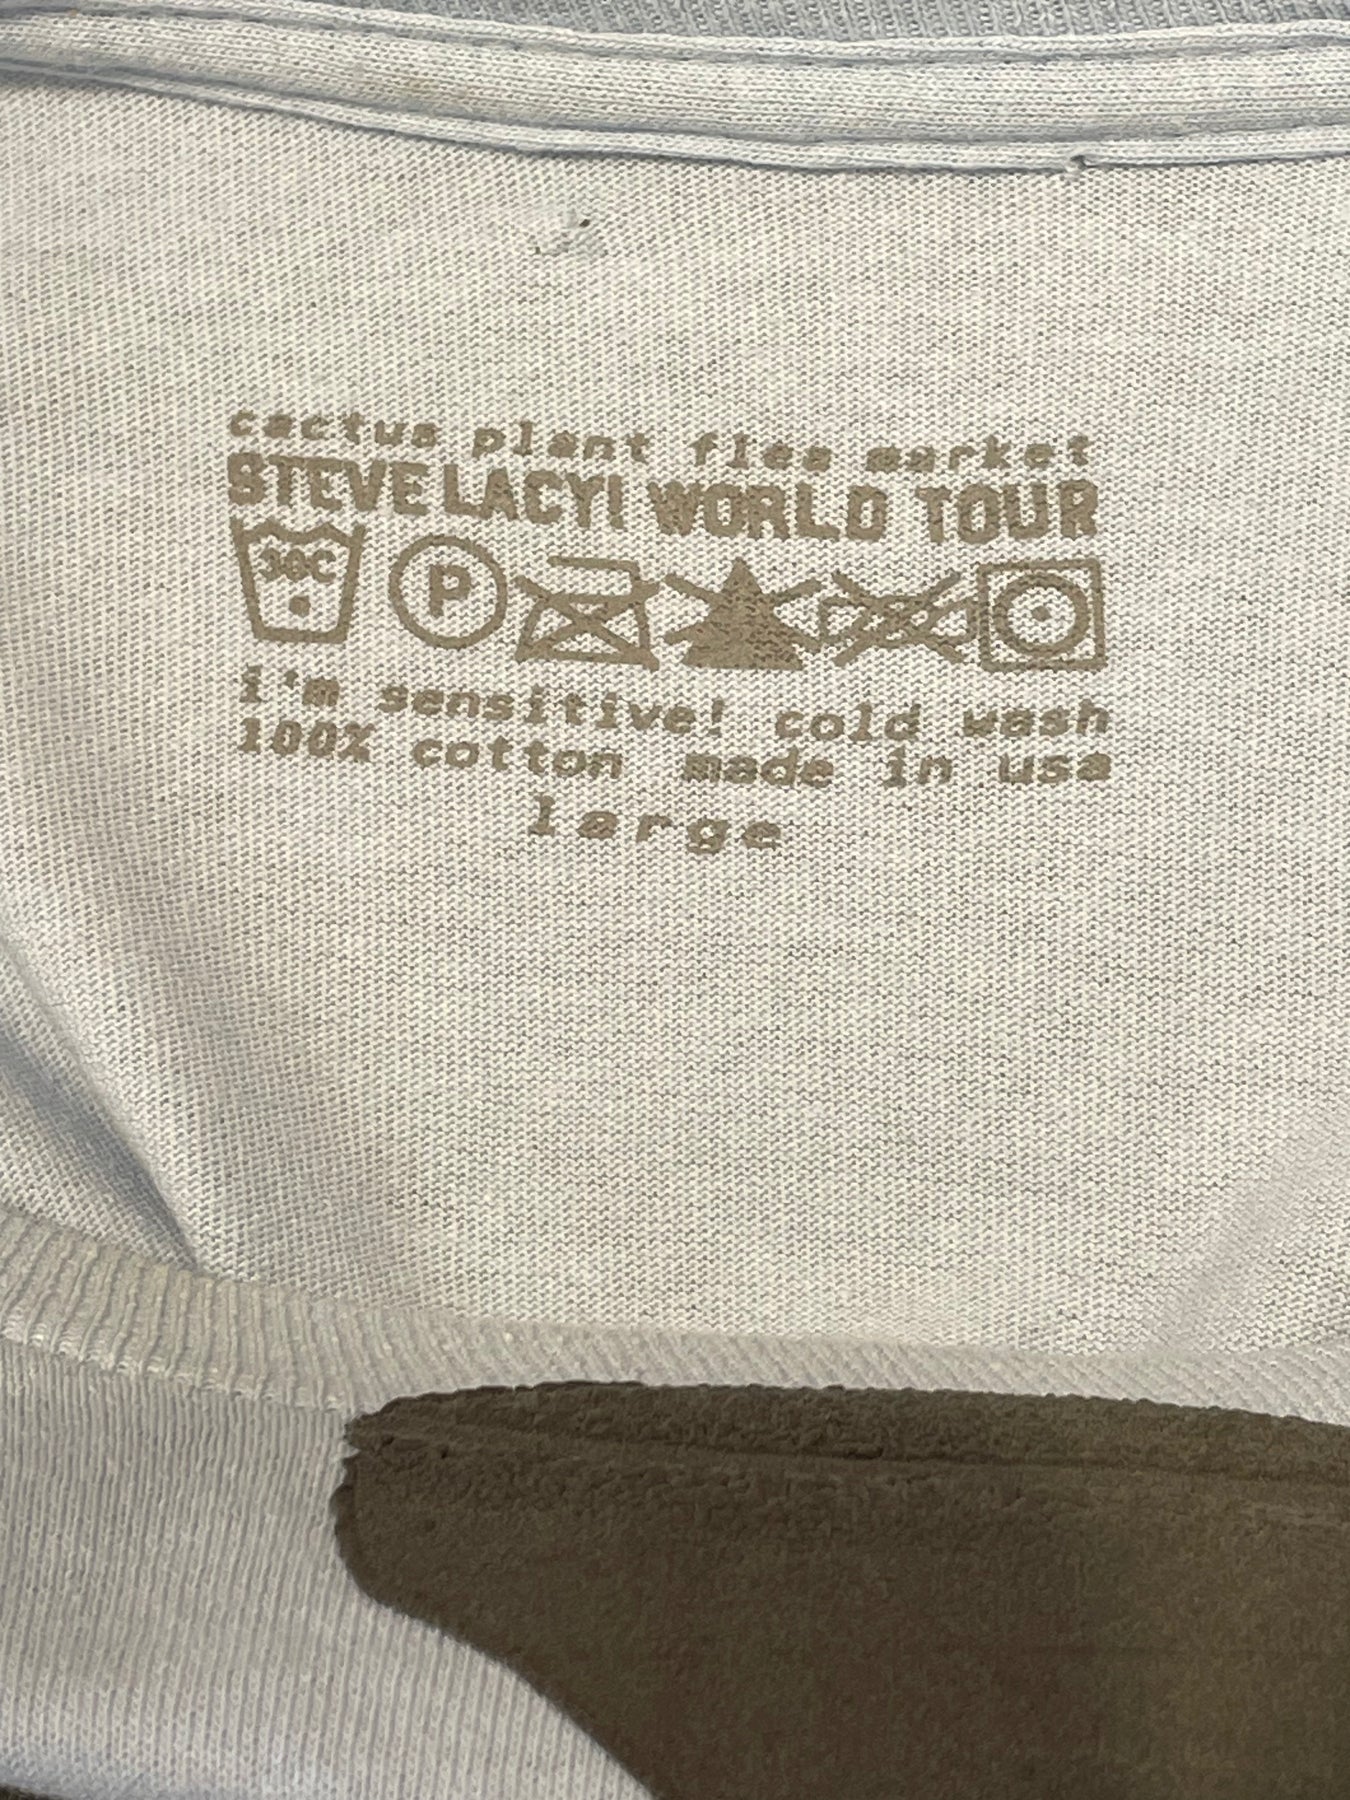 cactus plant flea market
STEVE LACY! WORLD TOUR
30C P
i'm sensitive! cold wash
100% cotton made in usa
large